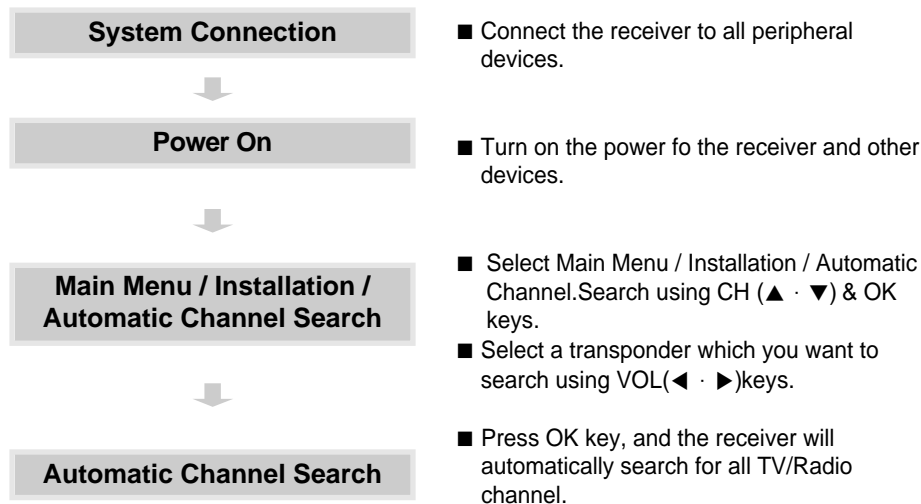 System Connection
■ Connect the receiver to all peripheral
devices.
Power On
■ Turn on the power fo the receiver and other
devices.
Main Menu / Installation /
Automatic Channel Search
■ Select Main Menu / Installation / Automatic
Channel.Search using CH (▲ · ▼) & OK
keys.
■ Select a transponder which you want to
search using VOL(◀ · ▶)keys.
Automatic Channel Search
■ Press OK key, and the receiver will
automatically search for all TV/Radio
channel.